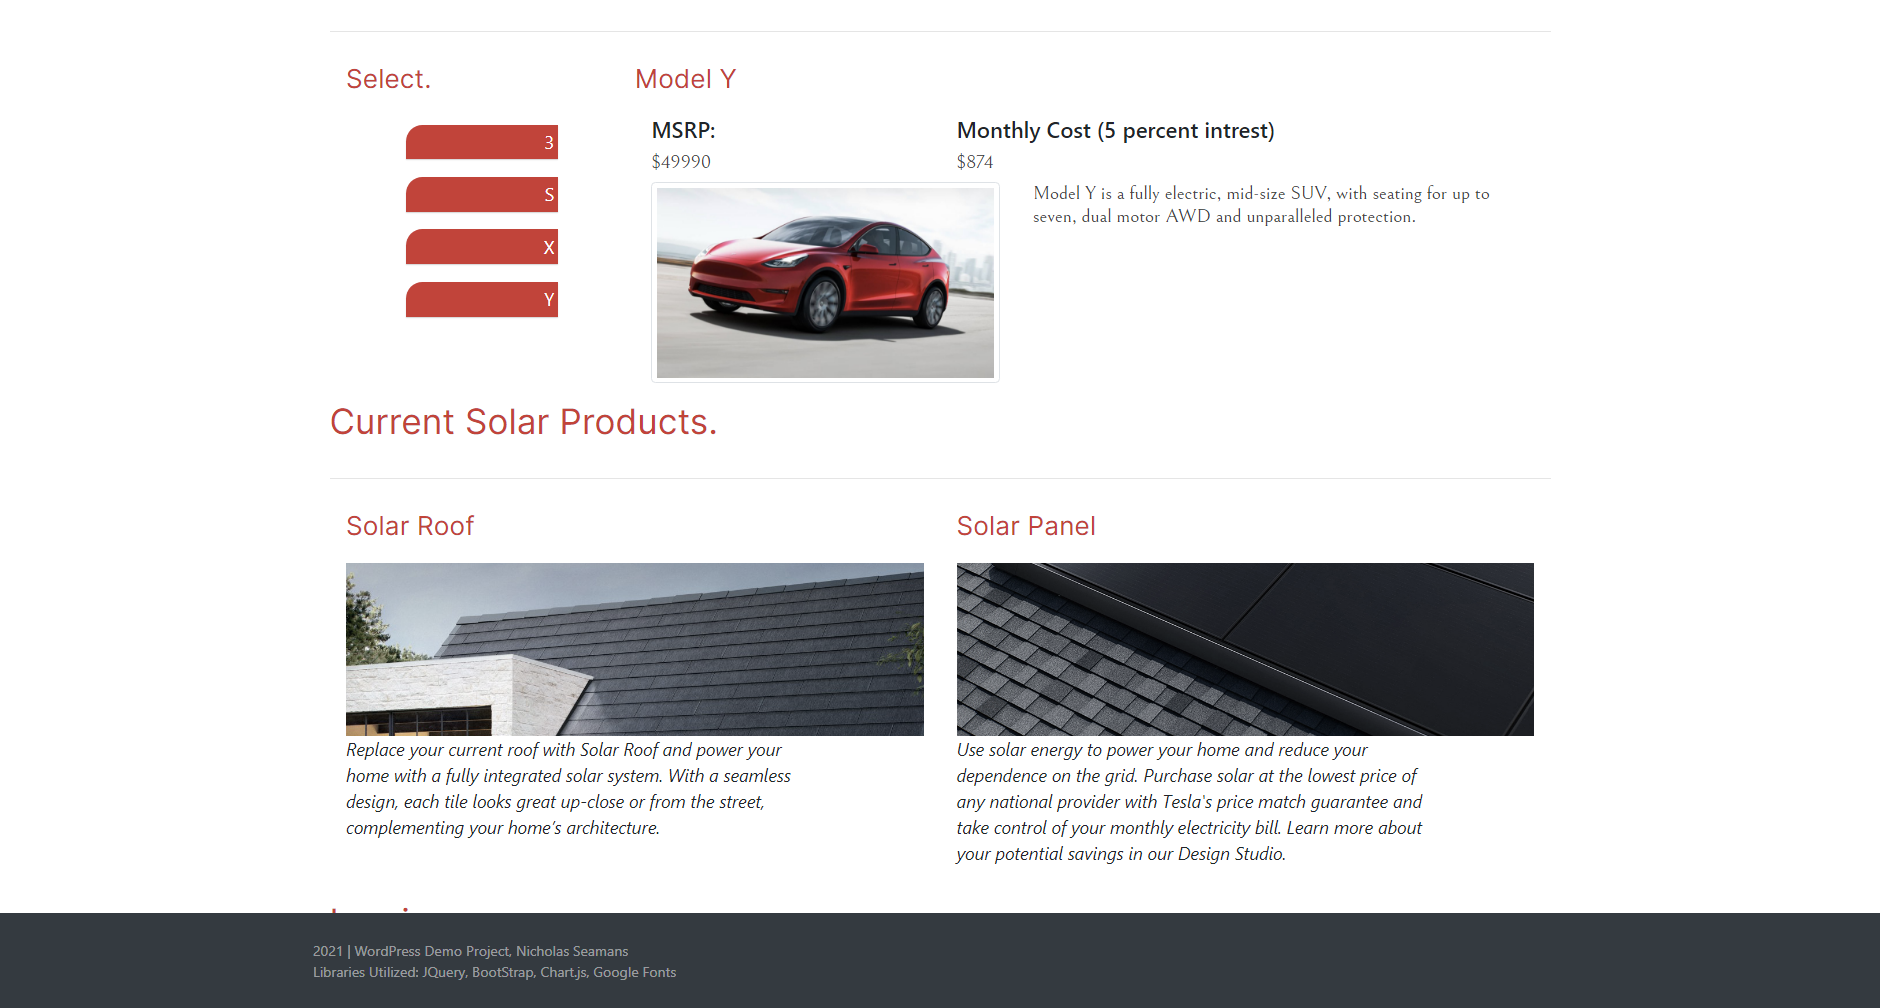 Select.
3
S
X
Y
Model Y
MSRP:
$49990
Monthly Cost (5 percent intrest)
$874
Model Y is a fully electric, mid-size SUV, with seating for up to
seven, dual motor AWD and unparalleled protection.
Current Solar Products.
Solar Roof
Replace your current roof with Solar Roof and power your
home with a fully integrated solar system. With a seamless
design, each tile looks great up-close or from the street,
complementing your home's architecture.
Solar Panel
Use solar energy to power your home and reduce your
dependence on the grid. Purchase solar at the lowest price of
any national provider with Tesla's price match guarantee and
take control of your monthly electricity bill. Learn more about
your potential savings in our Design Studio.
2021 | WordPress Demo Project, Nicholas Seamans
Libraries Utilized: JQuery, BootStrap, Chart.js, Google Fonts